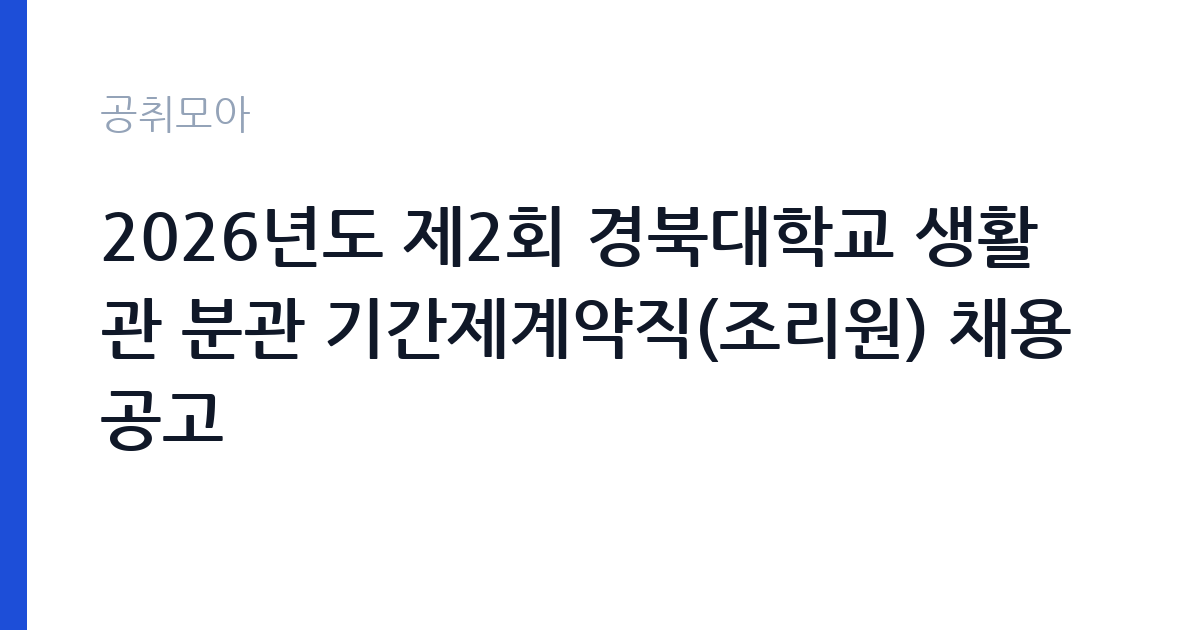 공취모아
2026년도 제2회 경북대학교 생활
관 분관 기간제계약직(조리원) 채용
공고